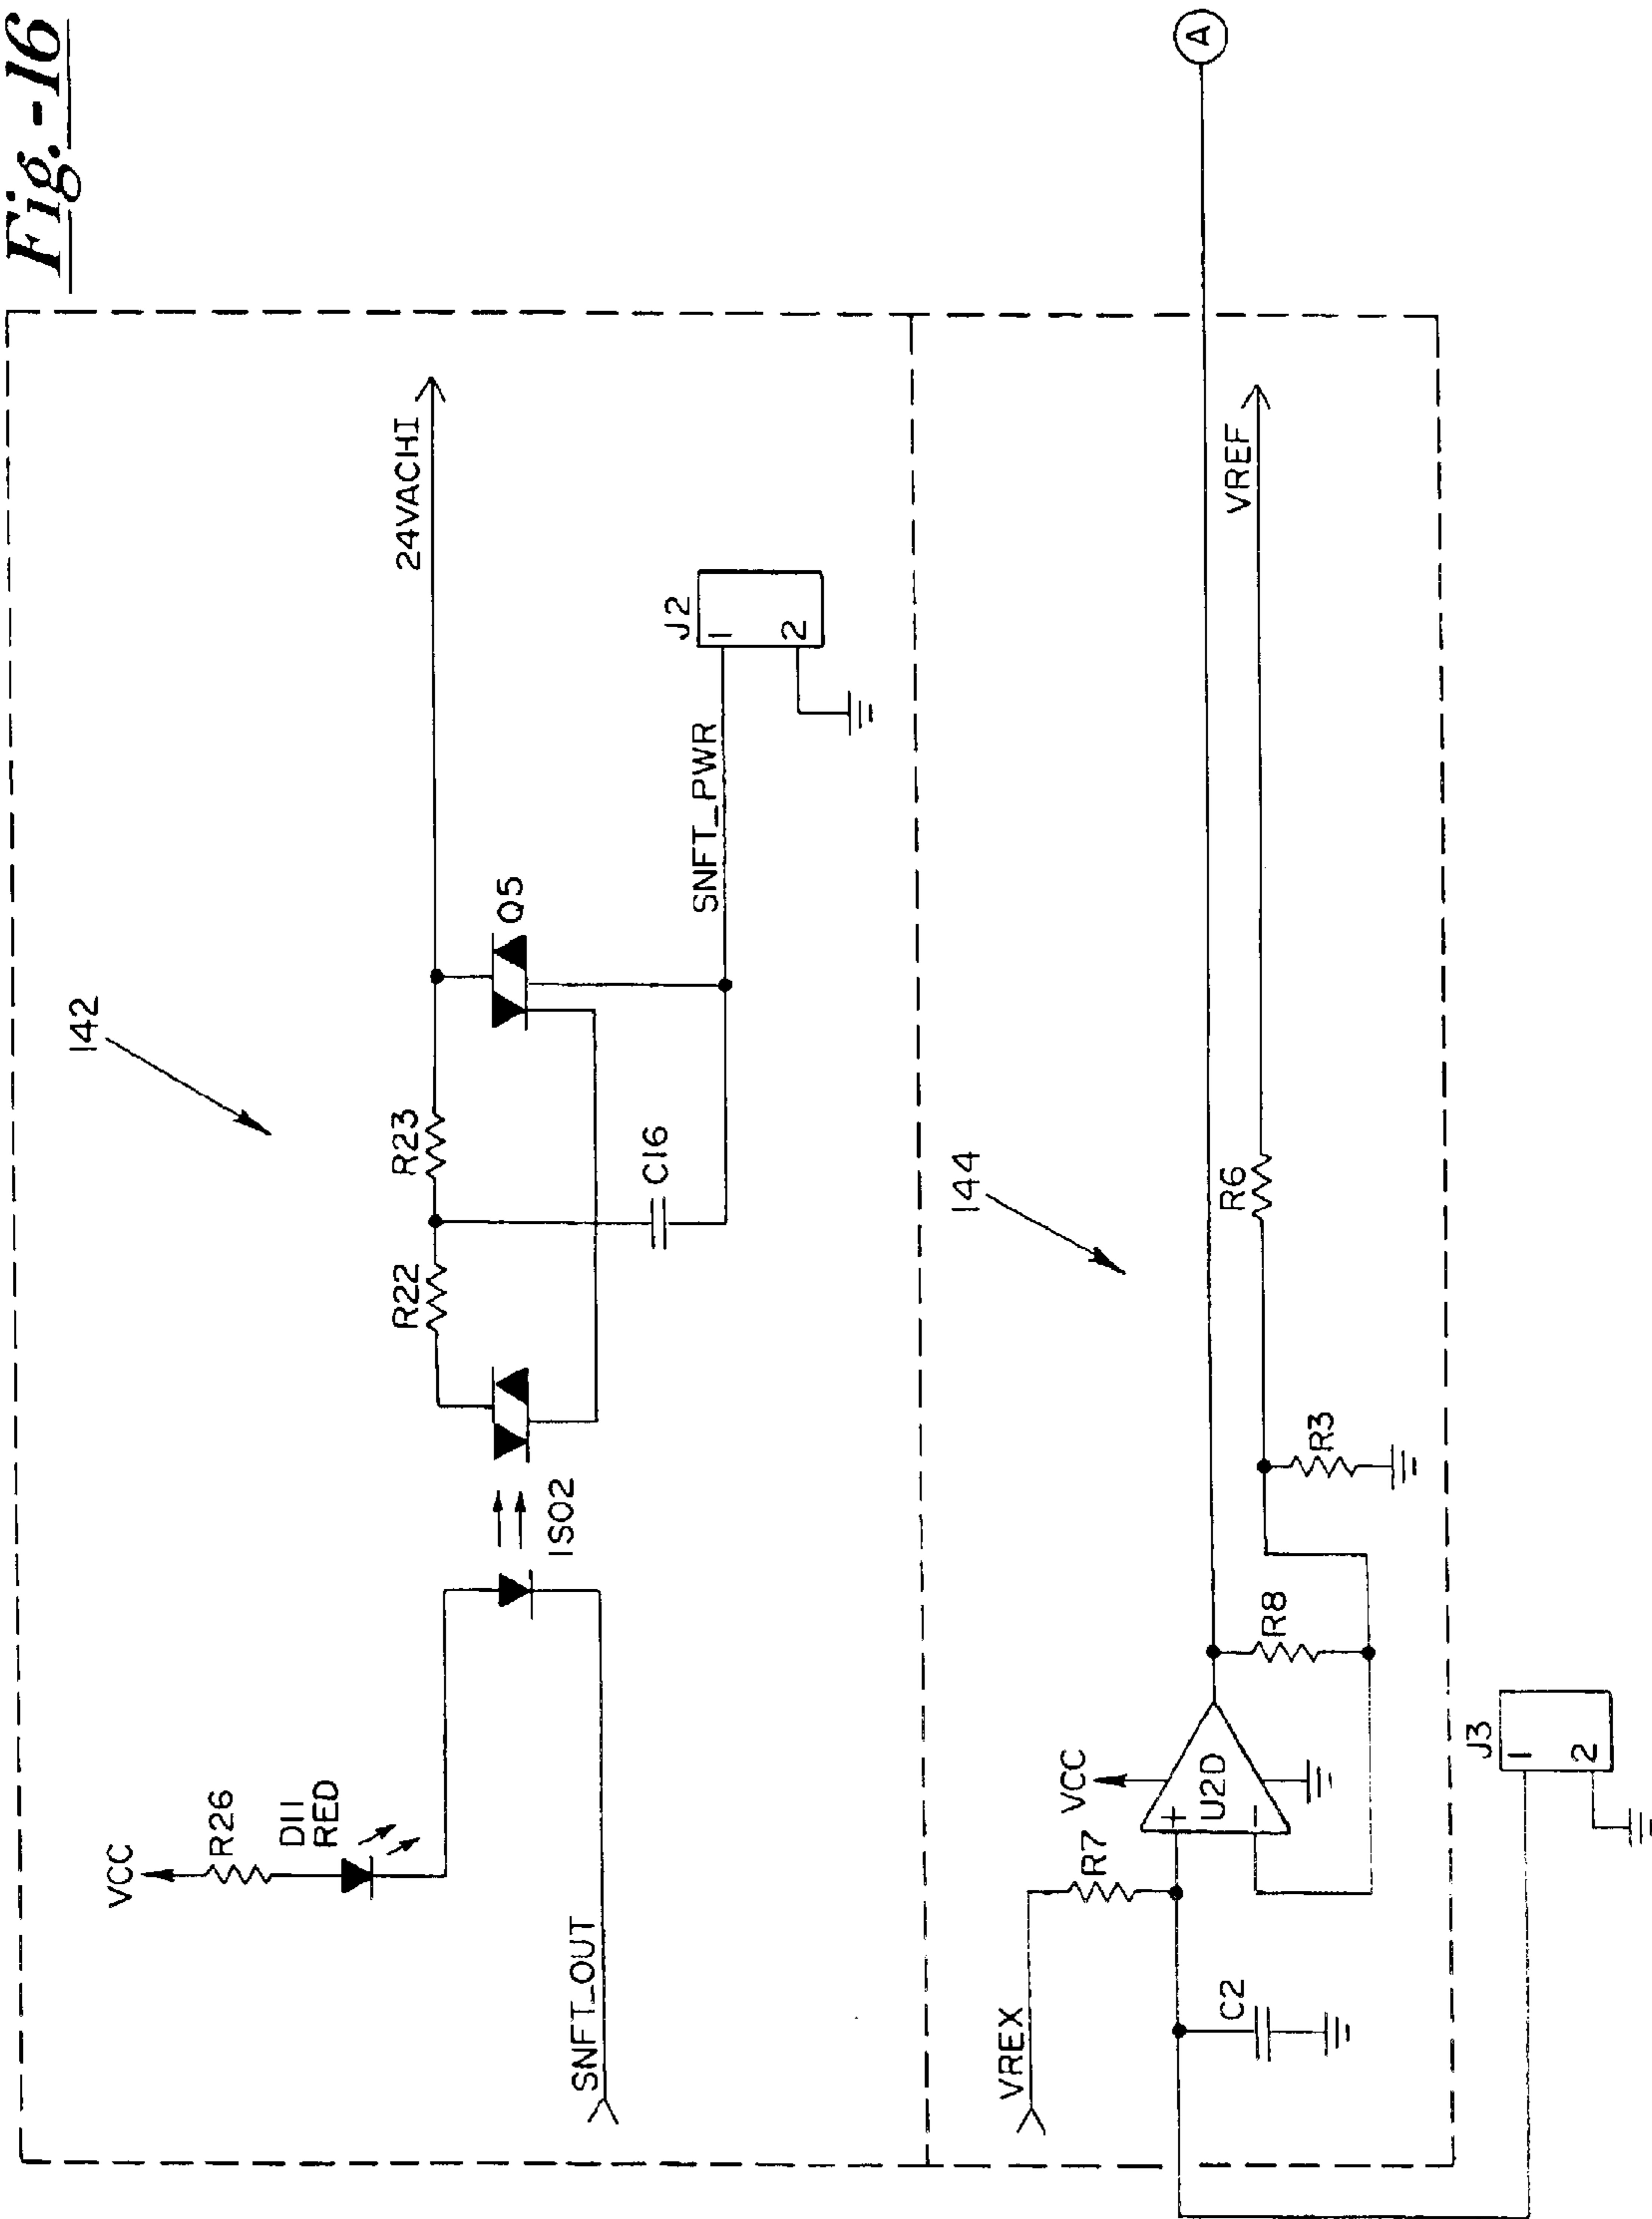 Fig.-16
142
VCC
R26
D11
RED
R22
R23
24VACHI
Q5
ISO2
C16
SNFT_OUT
SNFT_PWR
J2
1
2
144
VREX
R7
VCC
+
U2D
-
C2
R8
R3
R6
VREF
A
J3
1
2